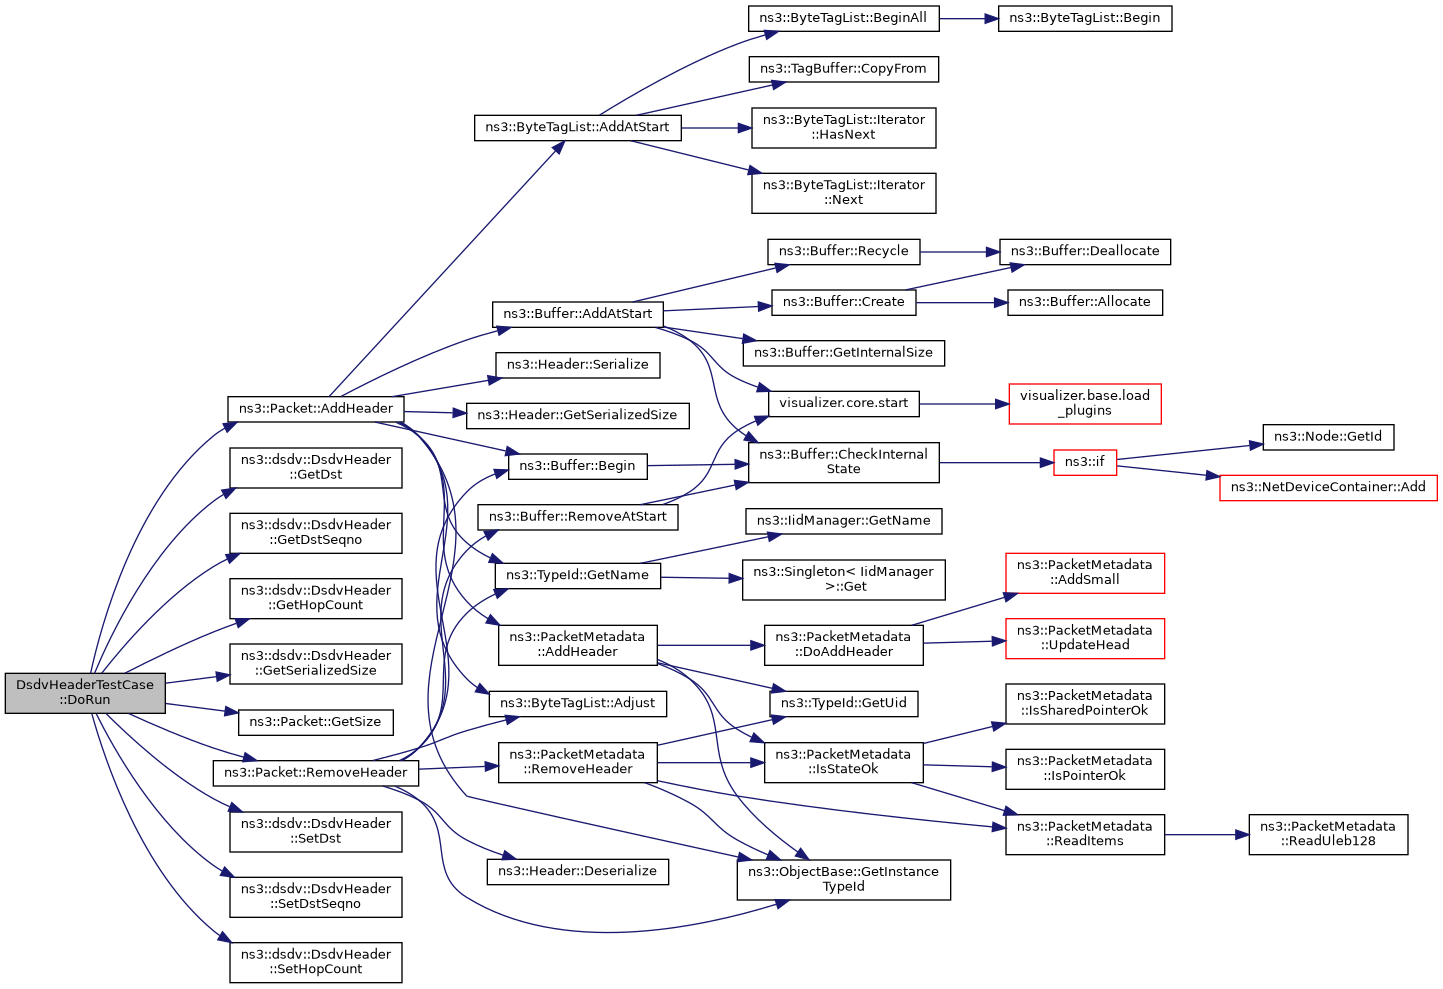 DsdvHeaderTestCase
::DoRun
ns3::Packet::AddHeader
ns3::dsdv::DsdvHeader
::GetDst
ns3::dsdv::DsdvHeader
::GetDstSeqno
ns3::dsdv::DsdvHeader
::GetHopCount
ns3::dsdv::DsdvHeader
::GetSerializedSize
ns3::Packet::GetSize
ns3::Packet::RemoveHeader
ns3::dsdv::DsdvHeader
::SetDst
ns3::dsdv::DsdvHeader
::SetDstSeqno
ns3::dsdv::DsdvHeader
::SetHopCount
ns3::ByteTagList::AddAtStart
ns3::Buffer::AddAtStart
ns3::Header::Serialize
ns3::Header::GetSerializedSize
ns3::Buffer::Begin
ns3::Buffer::RemoveAtStart
ns3::TypeId::GetName
ns3::PacketMetadata
::AddHeader
ns3::ByteTagList::Adjust
ns3::PacketMetadata
::RemoveHeader
ns3::Header::Deserialize
ns3::ByteTagList::BeginAll
ns3::TagBuffer::CopyFrom
ns3::ByteTagList::Iterator
::HasNext
ns3::ByteTagList::Iterator
::Next
ns3::Buffer::Recycle
ns3::Buffer::Create
ns3::Buffer::GetInternalSize
visualizer.core.start
ns3::Buffer::CheckInternal
State
ns3::IidManager::GetName
ns3::Singleton< IidManager
>::Get
ns3::PacketMetadata
::DoAddHeader
ns3::TypeId::GetUid
ns3::PacketMetadata
::IsStateOk
ns3::ObjectBase::GetInstance
TypeId
ns3::ByteTagList::Begin
ns3::Buffer::Deallocate
ns3::Buffer::Allocate
visualizer.base.load
_plugins
ns3::if
ns3::PacketMetadata
::AddSmall
ns3::PacketMetadata
::UpdateHead
ns3::PacketMetadata
::IsSharedPointerOk
ns3::PacketMetadata
::IsPointerOk
ns3::PacketMetadata
::ReadItems
ns3::Node::GetId
ns3::NetDeviceContainer::Add
ns3::PacketMetadata
::ReadUleb128